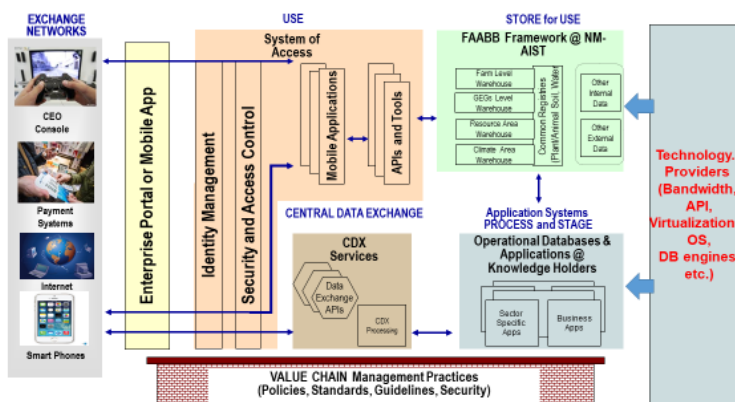 EXCHANGE
NETWORKS
CEO
Console
Payment
Systatms
Internet
Smart Phones
Enterprise Portal or Mobile App
USE
System of
Access
Identity Management
Security and Access Control
Mobile Applications
APIs and Tools
STORE for USE
FAABB Framework @ NM-
AIST
Farm Level
Warehouse
GEGs Level
Warehouse
Resource Area
Warehouse
Climate Area
Warehouse
Common Registries
(Plant/Animal Soil, Water)
Other
Internal
Data
Other
External
Data
CENTRAL DATA EXCHANGE
CDX
Services
Data
Exchange
APIs
CDX
Processing
Application Systems
PROCESS and STAGE
Operational Databases &
Applications @
Knowledge Holders
Sector
Specific
Apps
Business
Apps
Technology.
Providers
(Bandwidth,
API,
Virtualization
OS,
DB engines
etc.)
VALUE CHAIN Management Practices
(Policies, Standards, Guidelines, Security)